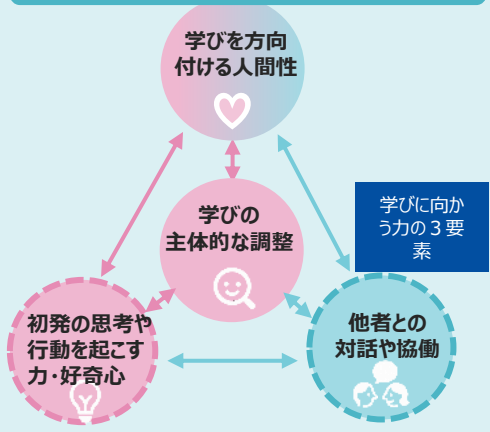 学びを方向
付ける人間性
学びの
主体的な調整
学びに向か
う力の３要
素
初発の思考や
行動を起こす
力・好奇心
他者との
対話や協働